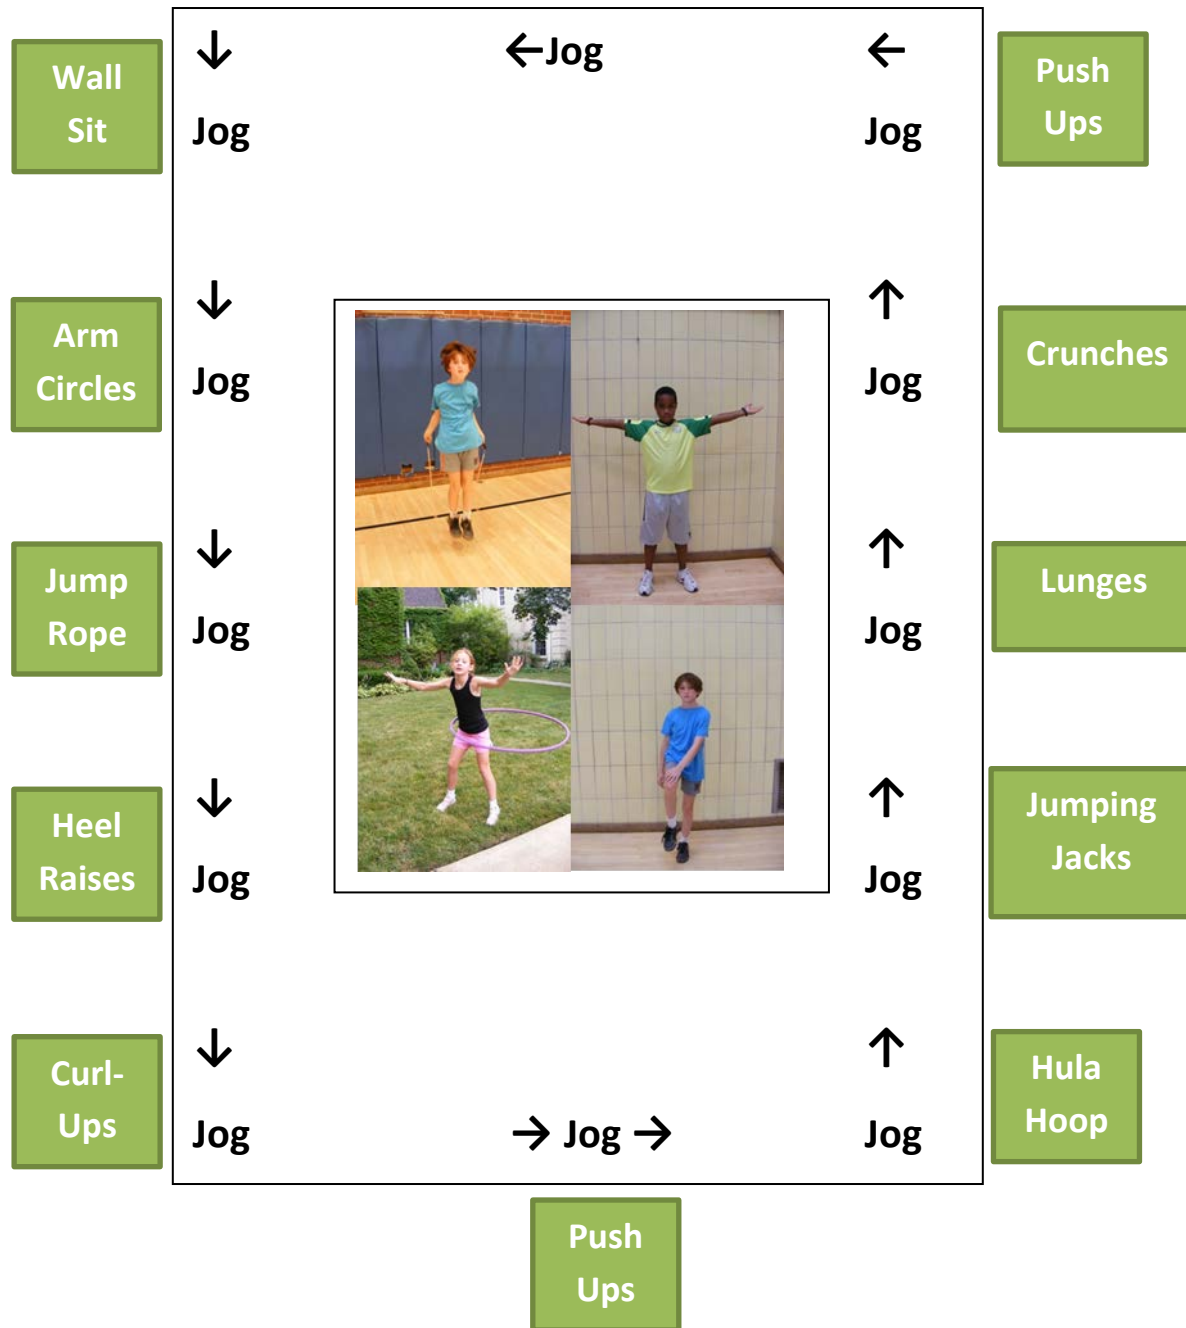 ↓ ←Jog ←
Wall
Sit
Jog
Jog
Push
Ups
↓ ↑
Arm
Circles
Jog
Jog
Crunches
↓ ↑
Jump
Rope
Jog
Jog
Lunges
↓ ↑
Heel
Raises
Jog
Jog
Jumping
Jacks
↓ ↑
Curl-
Ups
Jog
→ Jog →
Jog
Hula
Hoop
Push
Ups